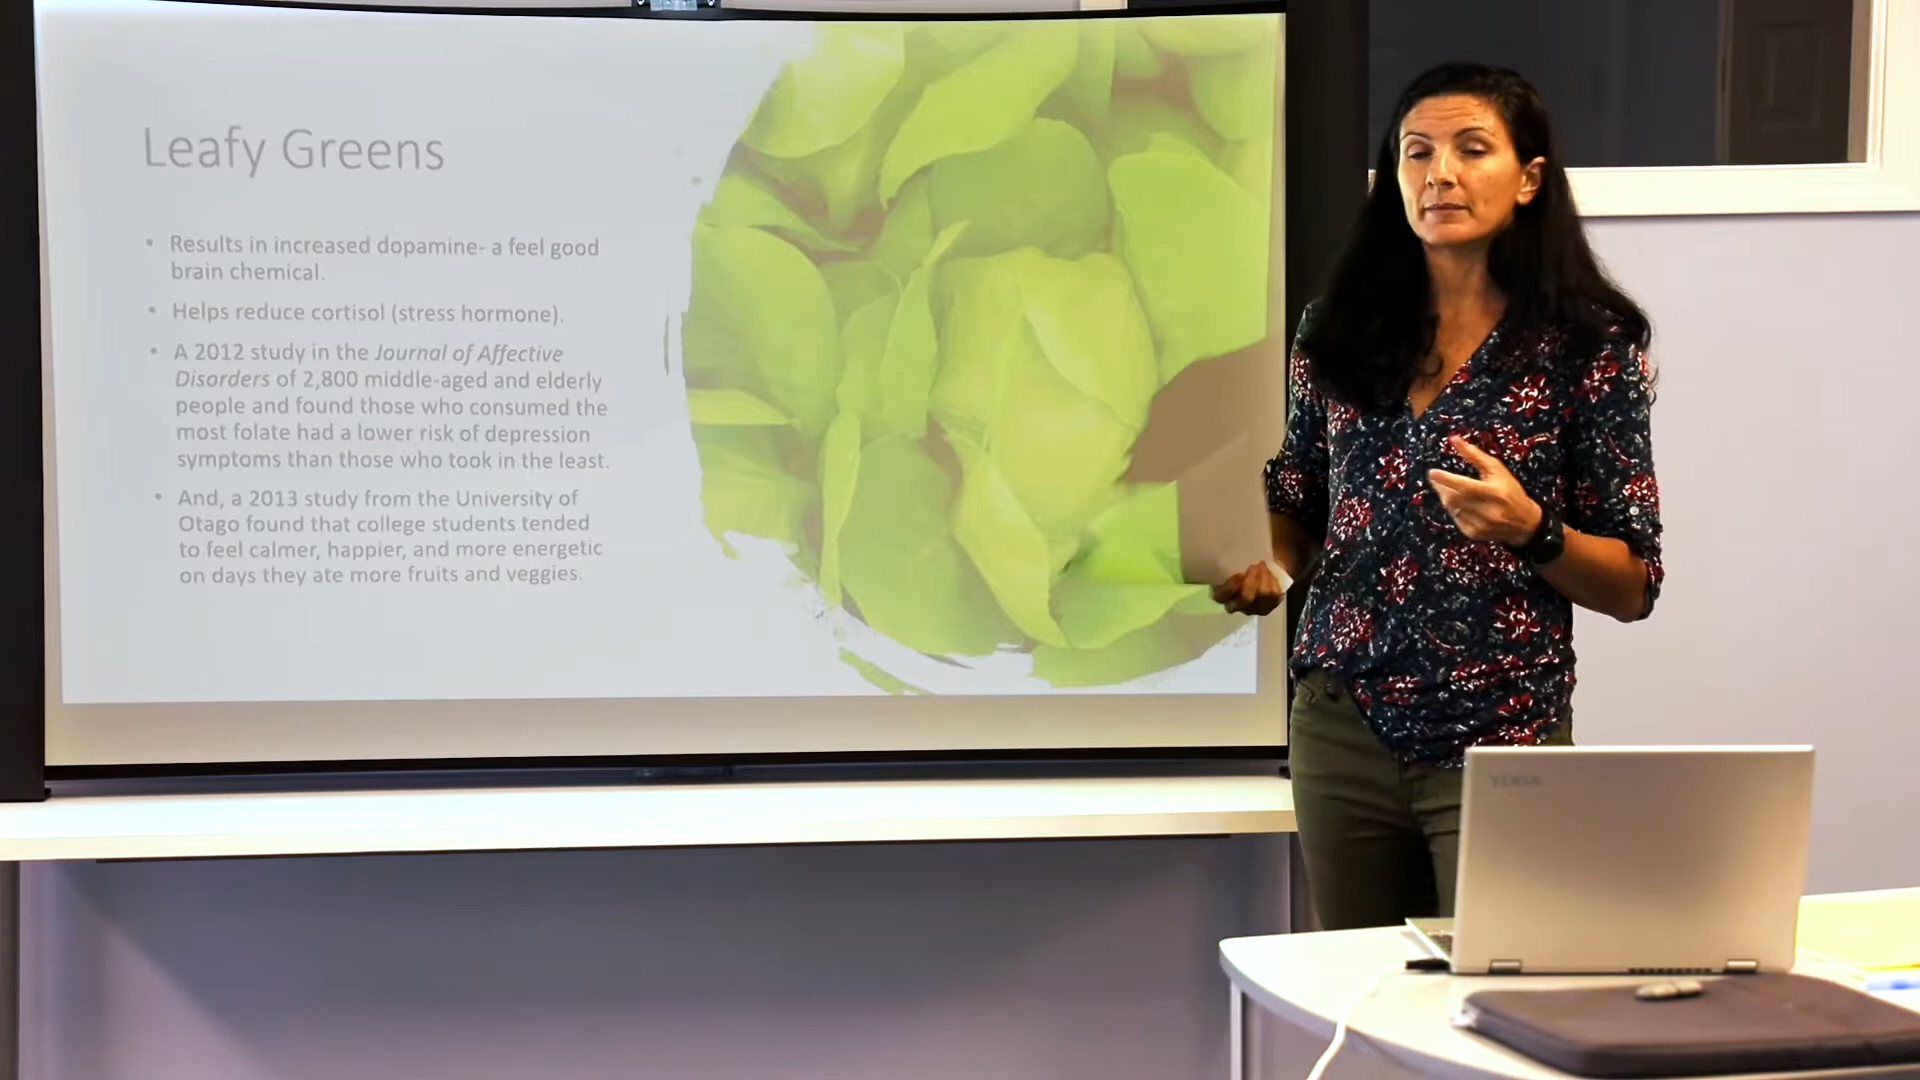 Leafy Greens
• Results in increased dopamine- a feel good
brain chemical.
• Helps reduce cortisol (stress hormone).
• A 2012 study in the Journal of Affective
Disorders of 2,800 middle-aged and elderly
people and found those who consumed the
most folate had a lower risk of depression
symptoms than those who took in the least.
• And, a 2013 study from the University of
Otago found that college students tended
to feel calmer, happier, and more energetic
on days they ate more fruits and veggies.
YOGA